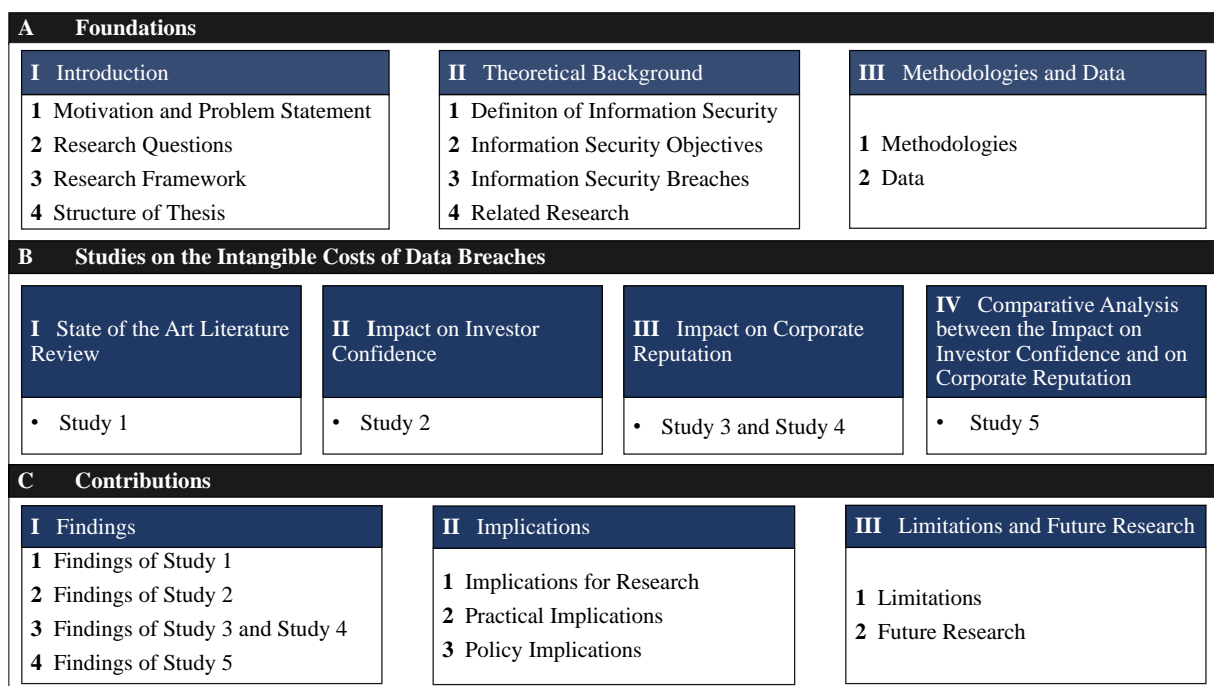 A Foundations
I Introduction
1 Motivation and Problem Statement
2 Research Questions
3 Research Framework
4 Structure of Thesis
II Theoretical Background
1 Definiton of Information Security
2 Information Security Objectives
3 Information Security Breaches
4 Related Research
III Methodologies and Data
1 Methodologies
2 Data
B Studies on the Intangible Costs of Data Breaches
I State of the Art Literature
Review
• Study 1
II Impact on Investor
Confidence
• Study 2
III Impact on Corporate
Reputation
• Study 3 and Study 4
IV Comparative Analysis
between the Impact on
Investor Confidence and on
Corporate Reputation
• Study 5
C Contributions
I Findings
1 Findings of Study 1
2 Findings of Study 2
3 Findings of Study 3 and Study 4
4 Findings of Study 5
II Implications
1 Implications for Research
2 Practical Implications
3 Policy Implications
III Limitations and Future Research
1 Limitations
2 Future Research